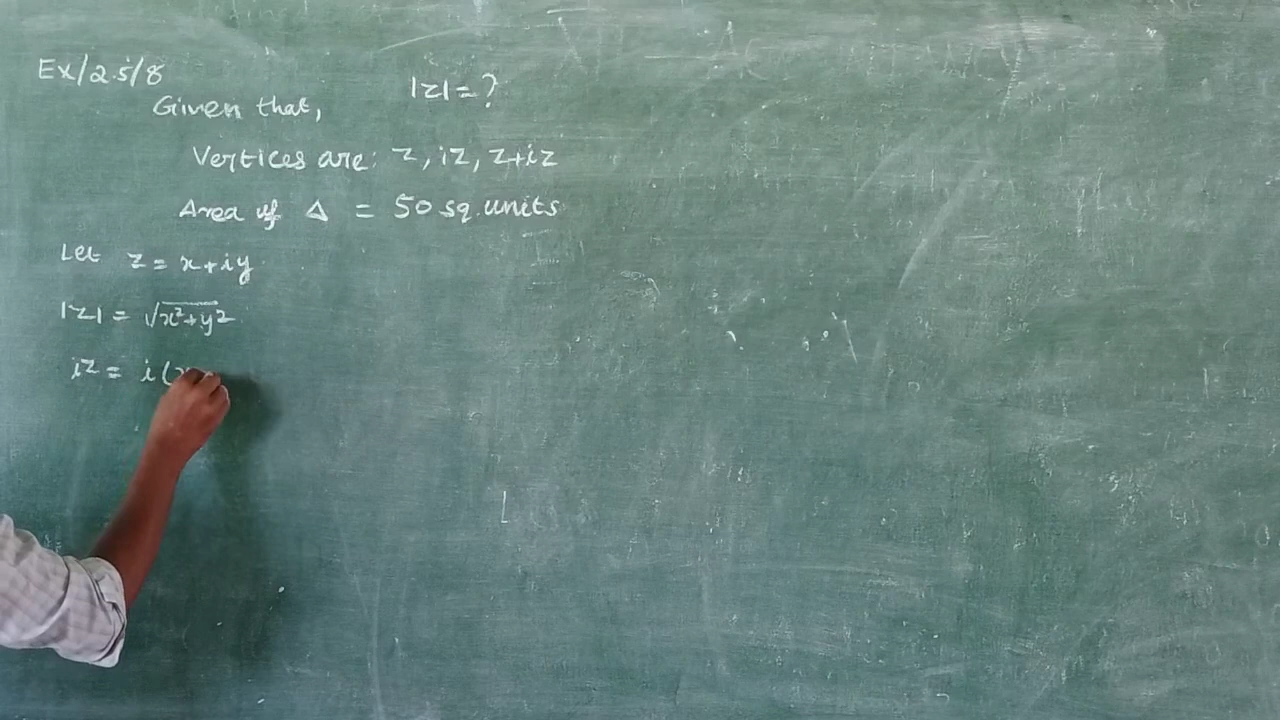 Ex/2.5/8
|z| = ?
Given that,
Vertices are: z, iz, z+iz
Area of Δ = 50 sq.units
Let z = x+iy
|z| = √x²+y²
iz = i(x